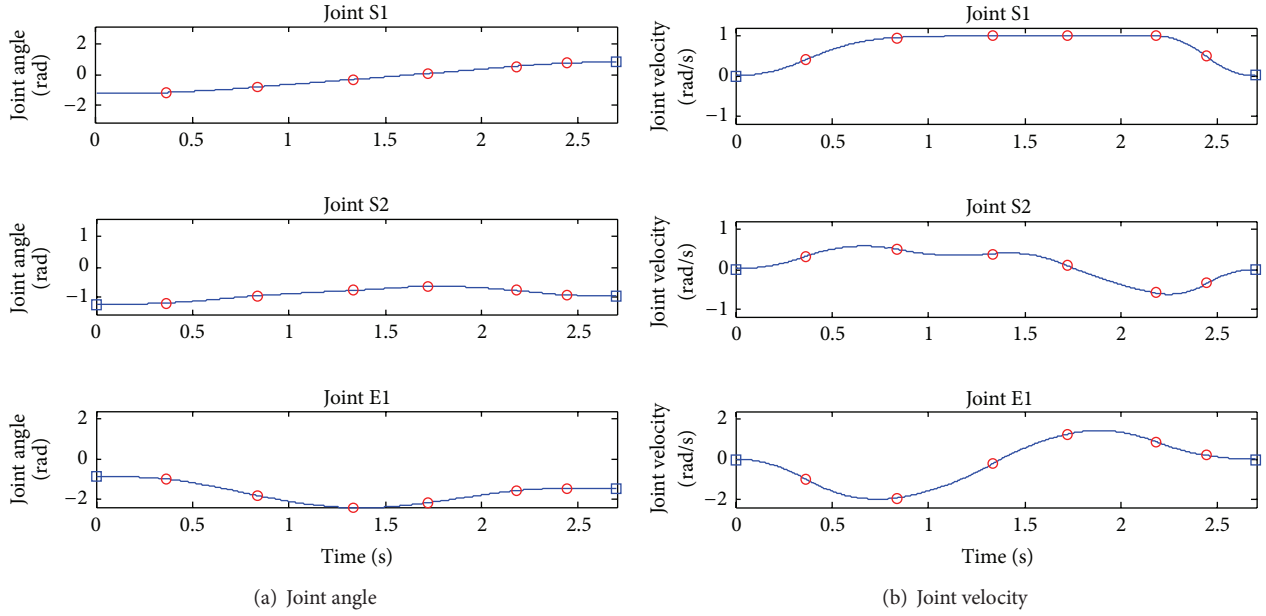 Joint S1
Joint angle
(rad)
2
0
−2
0 0.5 1 1.5 2 2.5
Joint S2
Joint angle
(rad)
1
0
−1
0 0.5 1 1.5 2 2.5
Joint E1
Joint angle
(rad)
2
0
−2
0 0.5 1 1.5 2 2.5
Time (s)
(a) Joint angle
Joint S1
Joint velocity
(rad/s)
1
0
−1
0 0.5 1 1.5 2 2.5
Joint S2
Joint velocity
(rad/s)
1
0
−1
0 0.5 1 1.5 2 2.5
Joint E1
Joint velocity
(rad/s)
2
0
−2
0 0.5 1 1.5 2 2.5
Time (s)
(b) Joint velocity